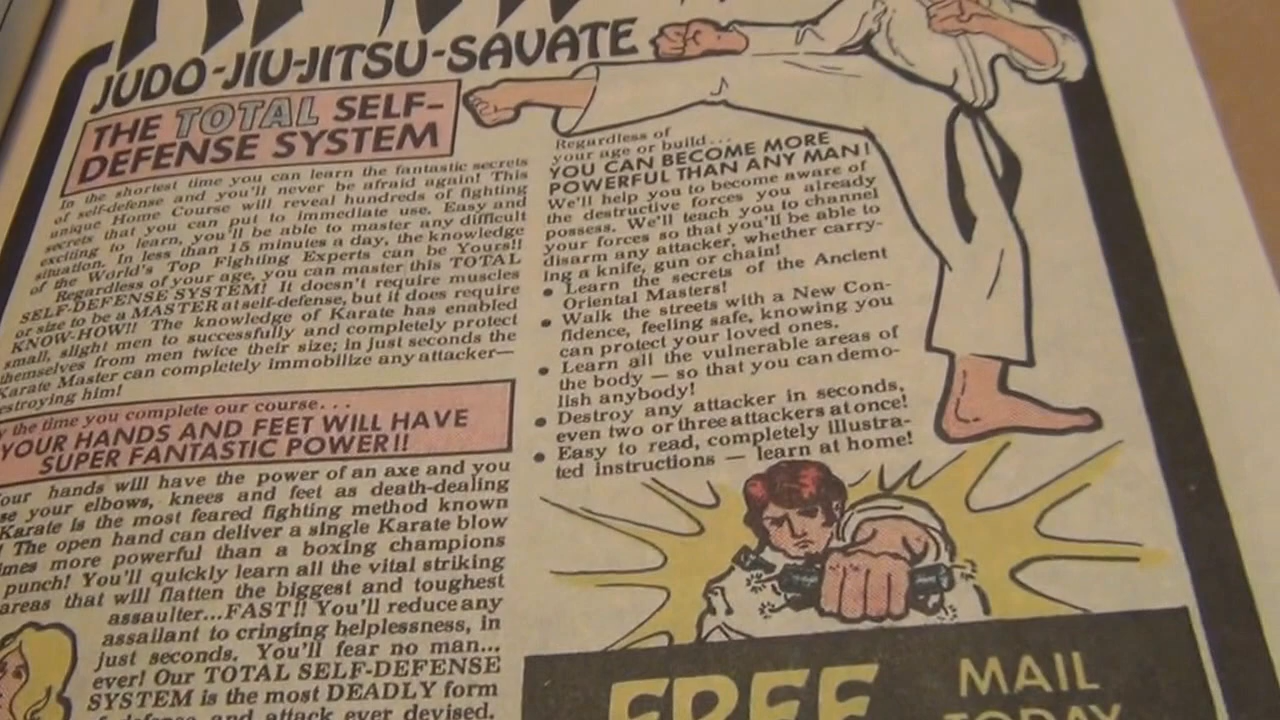 JUDO-JIU-JITSU-SAVATE
THE TOTAL SELF-
DEFENSE SYSTEM
In the shortest time you can learn the fantastic secrets
of self-defense and you'll never be afraid again! This
unique Home Course will reveal hundreds of fighting
secrets that you can put to immediate use. Easy and
exciting to learn, you'll be able to master any difficult
situation. In less than 15 minutes a day, the knowledge
of the World's Top Fighting Experts can be Yours!!
Regardless of your age, you can master this TOTAL
SELF-DEFENSE SYSTEM! It doesn't require muscles
or size to be a MASTER at self-defense, but it does require
KNOW-HOW!! The knowledge of Karate has enabled
small, slight men to successfully and completely protect
themselves from men twice their size; in just seconds the
Karate Master can completely immobilize any attacker—
estroying him!
y the time you complete our course...
YOUR HANDS AND FEET WILL HAVE
SUPER FANTASTIC POWER!!
our hands will have the power of an axe and you
se your elbows, knees and feet as death-dealing
Karate is the most feared fighting method known
! The open hand can deliver a single Karate blow
imes more powerful than a boxing champions
punch! You'll quickly learn all the vital striking
areas that will flatten the biggest and toughest
assaulter...FAST!! You'll reduce any
assailant to cringing helplessness, in
just seconds. You'll fear no man...
ever! Our TOTAL SELF-DEFENSE
SYSTEM is the most DEADLY form
defense and attack ever devised.
Regardless of
your age or build...
YOU CAN BECOME MORE
POWERFUL THAN ANY MAN!
We'll help you to become aware of
the destructive forces you already
possess. We'll teach you to channel
your forces so that you'll be able to
disarm any attacker, whether carry-
ing a knife, gun or chain!
• Learn the secrets of the Ancient
Oriental Masters!
• Walk the streets with a New Con-
fidence, feeling safe, knowing you
can protect your loved ones.
• Learn all the vulnerable areas of
the body — so that you can demo-
lish anybody!
• Destroy any attacker in seconds,
even two or three attackers at once!
• Easy to read, completely illustra-
ted instructions — learn at home!
FREE
MAIL
TODAY